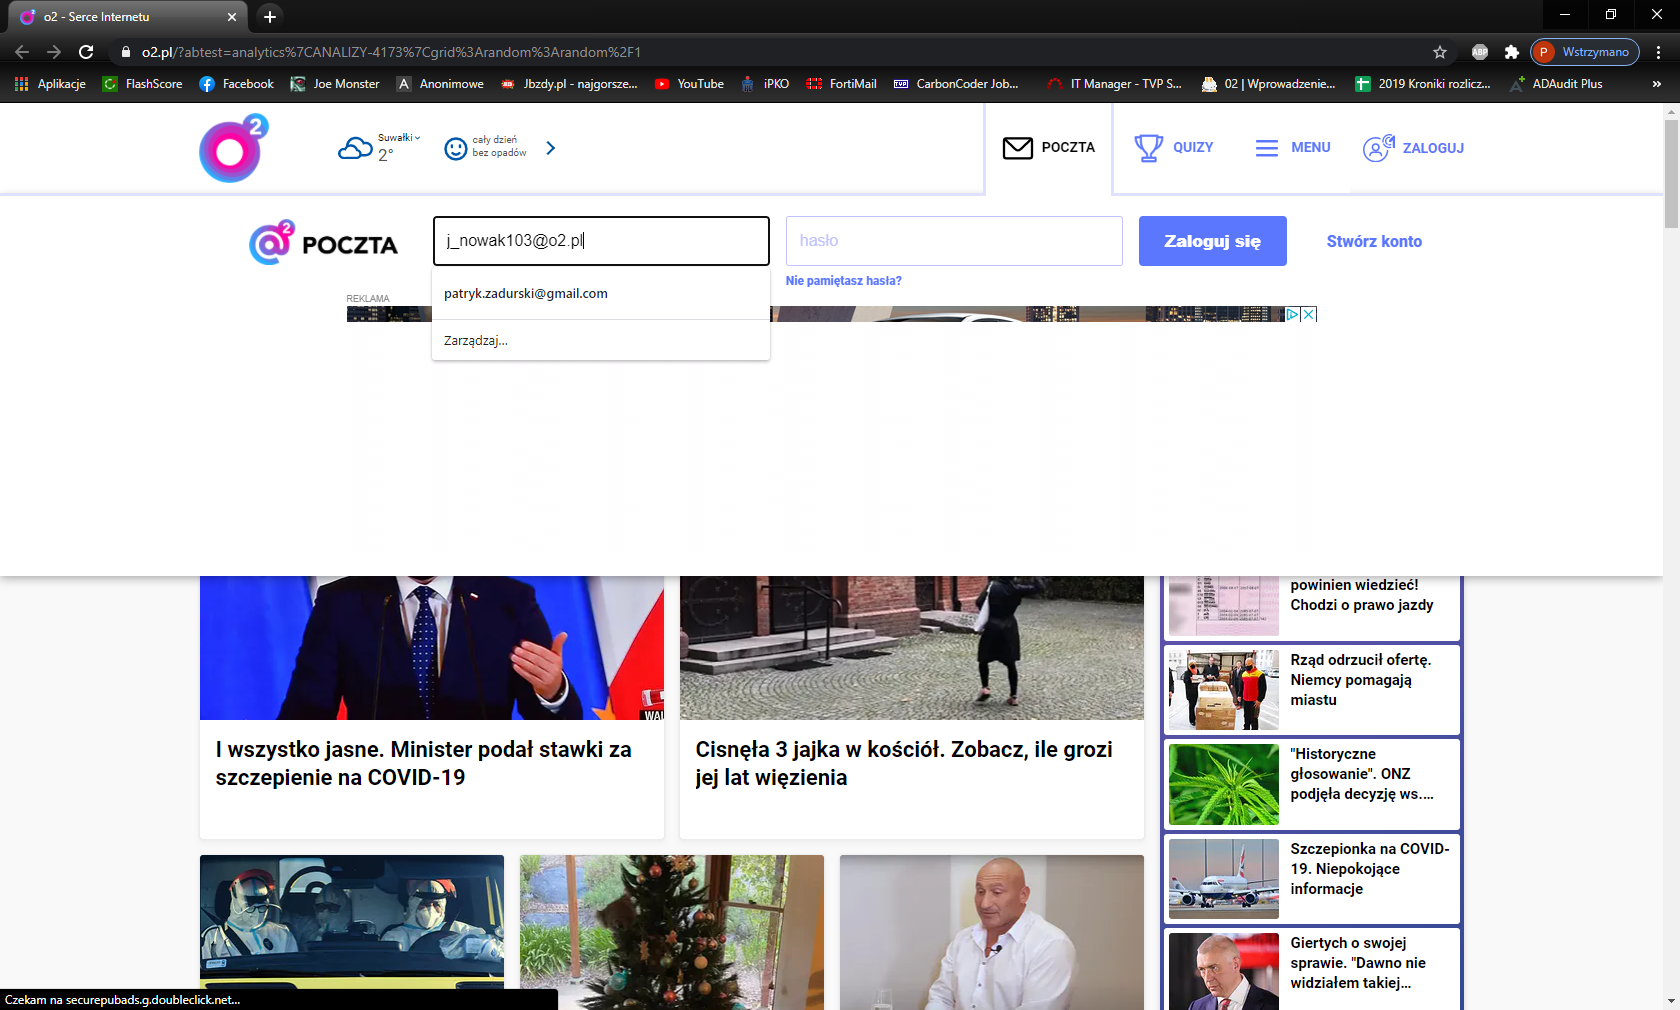 o2 - Serce Internetu
o2.pl/?abtest=analytics%7CANALIZY-4173%7Cgrid%3Arandom%3Arandom%2F1
ABP
P Wstrzymano
Aplikacje FlashScore Facebook Joe Monster A Anonimowe Jbzdy.pl - najgorsze... YouTube iPKO FortiMail CarbonCoder Job... IT Manager - TVP S... 02 | Wprowadzenie... 2019 Kroniki rozlicz... ADAudit Plus »
2
Suwałki
2°
cały dzień
bez opadów
POCZTA
QUIZY
MENU
ZALOGUJ
@2 POCZTA
j_nowak103@o2.pl
hasło
Zaloguj się
Stwórz konto
Nie pamiętasz hasła?
patryk.zadurski@gmail.com
Zarządzaj...
REKLAMA
WAL
I wszystko jasne. Minister podał stawki za
szczepienie na COVID-19
Cisnęła 3 jajka w kościół. Zobacz, ile grozi
jej lat więzienia
powinien wiedzieć!
Chodzi o prawo jazdy
Rząd odrzucił ofertę.
Niemcy pomagają
miastu
"Historyczne
głosowanie". ONZ
podjęła decyzję ws....
Szczepionka na COVID-
19. Niepokojące
informacje
Giertych o swojej
sprawie. "Dawno nie
widziałem takiej...
Czekam na securepubads.g.doubleclick.net...